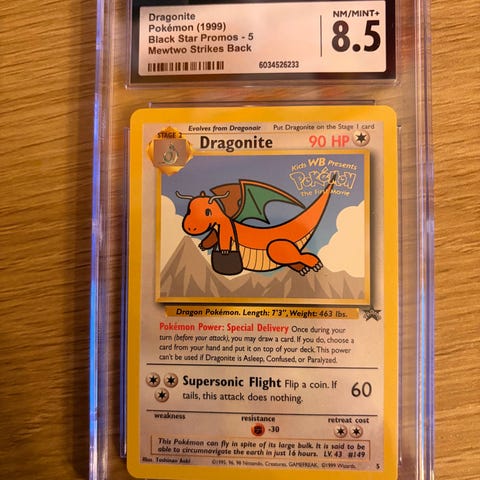 Dragonite
Pokémon (1999)
Black Star Promos - 5
Mewtwo Strikes Back
6034526233
NM/MINT+
8.5
Evolves from Dragonair
Put Dragonite on the Stage 1 card
STAGE 2
Dragonite
90 HP
Kids WB Presents
POKéMON
The First Movie
Dragon Pokémon. Length: 7'3", Weight: 463 lbs.
Pokémon Power: Special Delivery Once during your
turn (before your attack), you may draw a card. If you do, choose a
card from your hand and put it on top of your deck. This power
can't be used if Dragonite is Asleep, Confused, or Paralyzed.
Supersonic Flight Flip a coin. If
tails, this attack does nothing.
60
weakness
resistance
retreat cost
-30
This Pokémon can fly in spite of its large bulk. It is said to be
able to circumnavigate the earth in just 16 hours. LV. 43 #149
Illus. Toshinao Aoki
©1995, 96, 98 Nintendo, Creatures, GAMEFREAK. ©1999 Wizards.
5